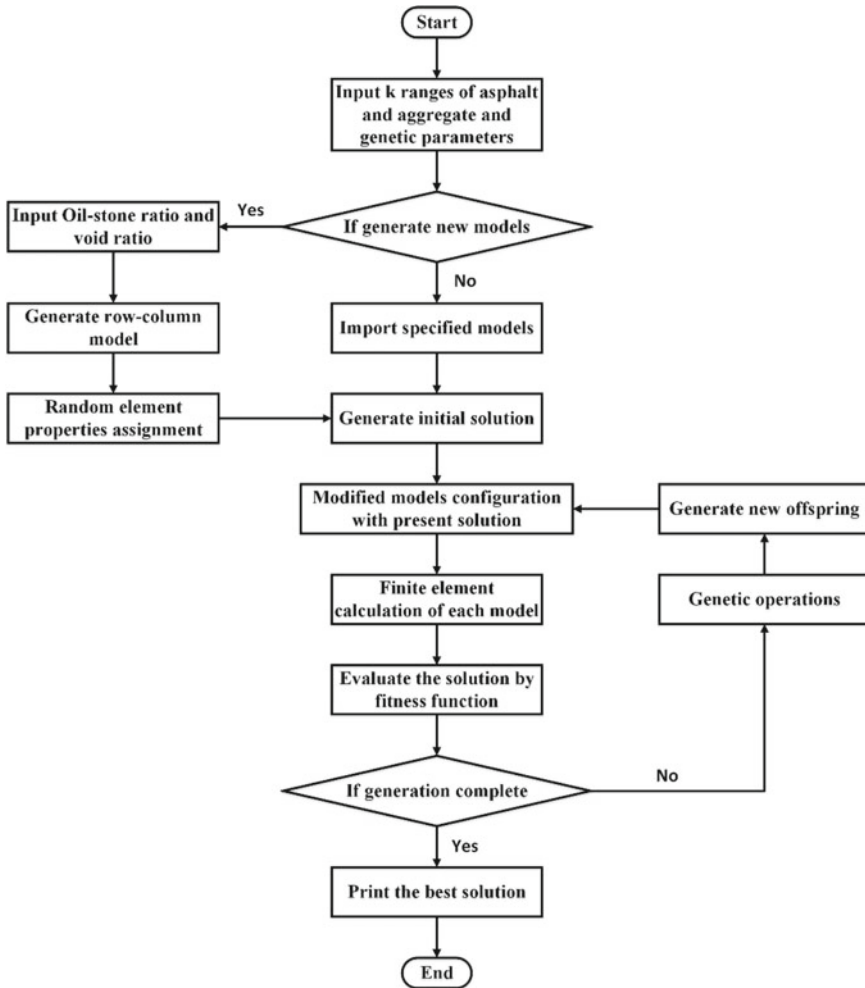 Start
Input k ranges of asphalt
and aggregate and
genetic parameters
Yes
Input Oil-stone ratio and
void ratio
If generate new models
No
Generate row-column
model
Import specified models
Random element
properties assignment
Generate initial solution
Modified models configuration
with present solution
Generate new offspring
Finite element
calculation of each model
Genetic operations
Evaluate the solution by
fitness function
No
If generation complete
Yes
Print the best solution
End